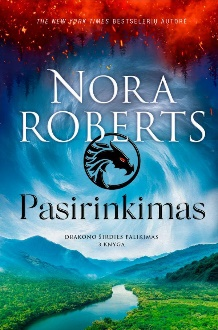 THE NEW YORK TIMES BESTSELERIŲ AUTORĖ
NORA
ROBERTS
Pasirinkimas
DRAKONO ŠIRDIES PALIKIMAS
3 KNYGA